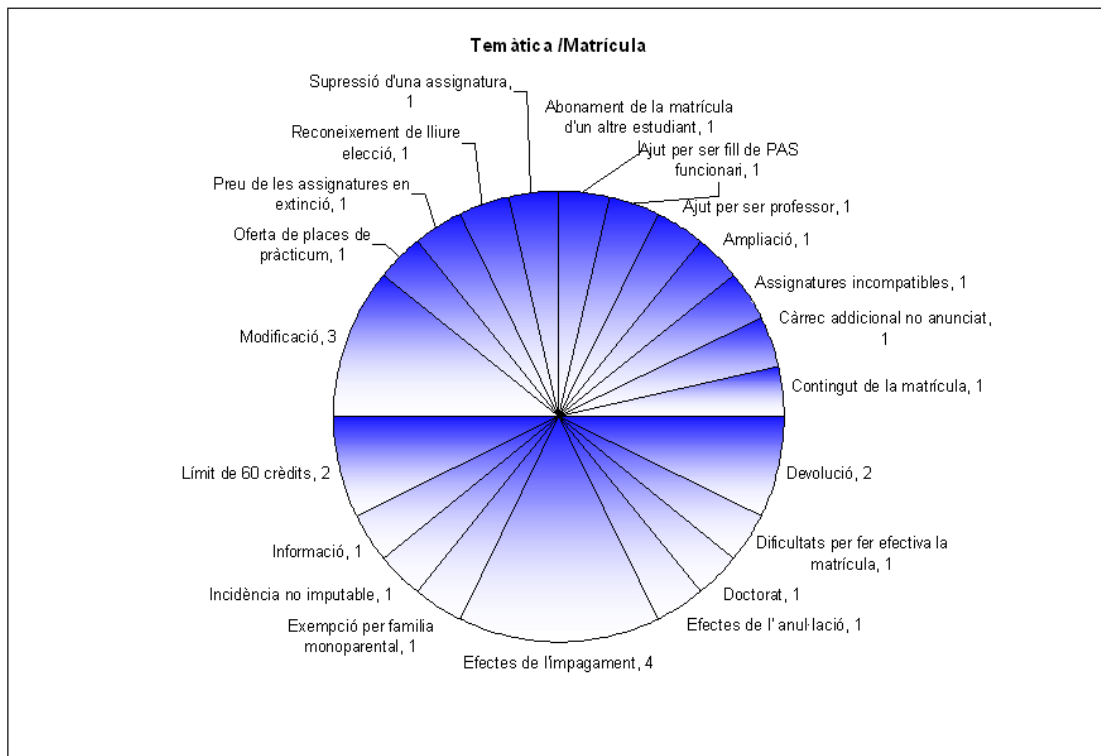 Temàtica /Matrícula
Supressió d'una assignatura,
1
Abonament de la matrícula
d'un altre estudiant, 1
Reconeixement de lliure
elecció, 1
Ajut per ser fill de PAS
funcionari, 1
Preu de les assignatures en
extinció, 1
Ajut per ser professor, 1
Oferta de places de
pràcticum, 1
Ampliació, 1
Assignatures incompatibles, 1
Càrrec addicional no anunciat,
1
Modificació, 3
Contingut de la matrícula, 1
Límit de 60 crèdits, 2
Devolució, 2
Dificultats per fer efectiva la
matrícula, 1
Informació, 1
Doctorat, 1
Incidència no imputable, 1
Efectes de l' anul·lació, 1
Exempció per familia
monoparental, 1
Efectes de l'impagament, 4